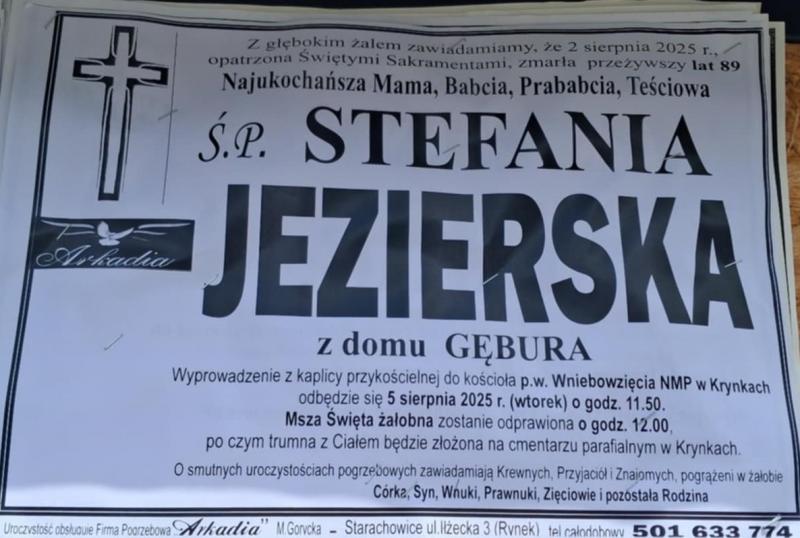 Z głębokim żalem zawiadamiamy, że 2 sierpnia 2025 r.,
opatrzona Świętymi Sakramentami, zmarła przeżywszy lat 89
Najukochańsza Mama, Babcia, Prababcia, Teściowa
Ś.P. STEFANIA
JEZIERSKA
Arkadia
z domu GĘBURA
Wyprowadzenie z kaplicy przykościelnej do kościoła p.w. Wniebowzięcia NMP w Krynkach
odbędzie się 5 sierpnia 2025 r. (wtorek) o godz. 11.50.
Msza Święta żałobna zostanie odprawiona o godz. 12.00,
po czym trumna z Ciałem będzie złożona na cmentarzu parafialnym w Krynkach.
O smutnych uroczystościach pogrzebowych zawiadamiają Krewnych, Przyjaciół i Znajomych, pogrążeni w żałobie
Córka, Syn, Wnuki, Prawnuki, Zięciowie i pozostała Rodzina
Uroczystość obsługuje Firma Pogrzebowa "Arkadia" M.Gorycka - Starachowice ul.Iłżecka 3 (Rynek) tel.całodobowy 501 633 774